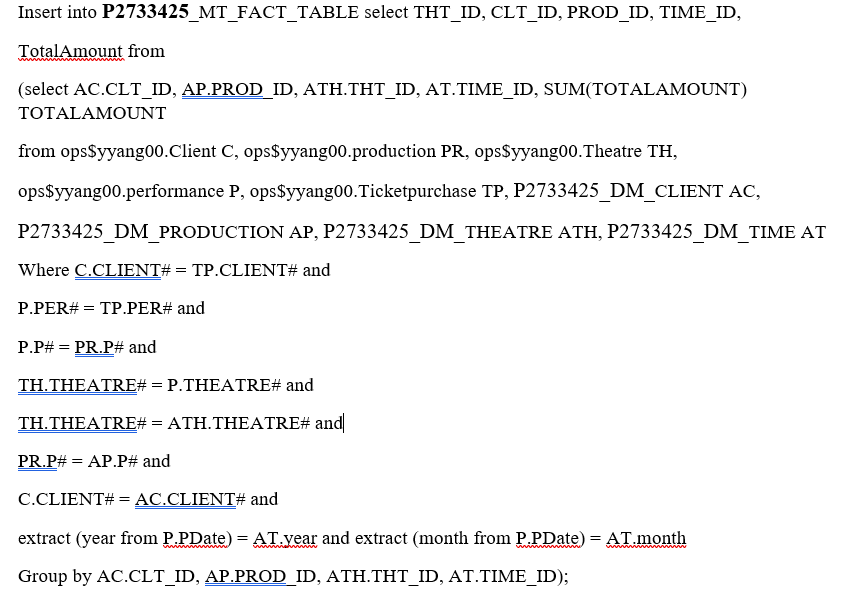 Insert into P2733425_MT_FACT_TABLE select THT_ID, CLT_ID, PROD_ID, TIME_ID,
TotalAmount from
(select AC.CLT_ID, AP.PROD_ID, ATH.THT_ID, AT.TIME_ID, SUM(TOTALAMOUNT)
TOTALAMOUNT
from ops$yyang00.Client C, ops$yyang00.production PR, ops$yyang00.Theatre TH,
ops$yyang00.performance P, ops$yyang00.Ticketpurchase TP, P2733425_DM_CLIENT AC,
P2733425_DM_PRODUCTION AP, P2733425_DM_THEATRE ATH, P2733425_DM_TIME AT
Where C.CLIENT# = TP.CLIENT# and
P.PER# = TP.PER# and
P.P# = PR.P# and
TH.THEATRE# = P.THEATRE# and
TH.THEATRE# = ATH.THEATRE# and
PR.P# = AP.P# and
C.CLIENT# = AC.CLIENT# and
extract (year from P.PDate) = AT.year and extract (month from P.PDate) = AT.month
Group by AC.CLT_ID, AP.PROD_ID, ATH.THT_ID, AT.TIME_ID);